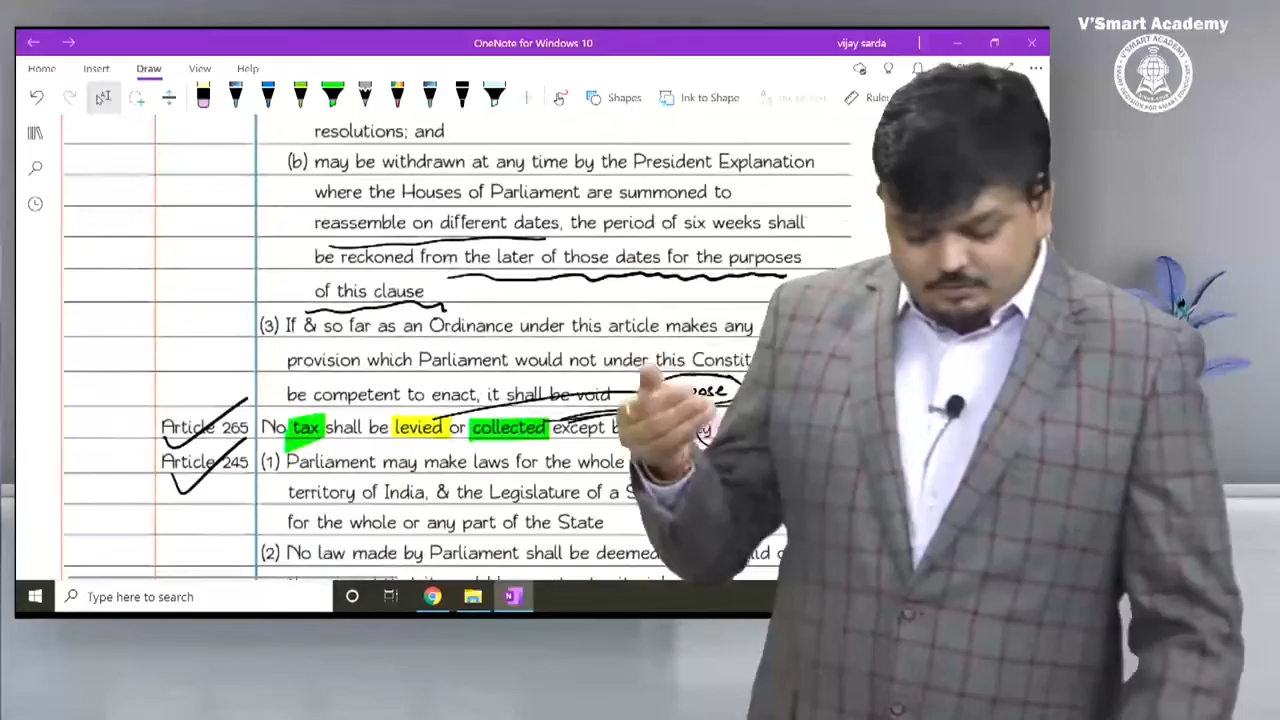 V'Smart Academy
OneNote for Windows 10
vijay sarda
Home Insert Draw View Help
Shapes Ink to Shape Ruler
resolutions; and
(b) may be withdrawn at any time by the President Explanation
where the Houses of Parliament are summoned to
reassemble on different dates, the period of six weeks shall
be reckoned from the later of those dates for the purposes
of this clause
(3) If & so far as an Ordinance under this article makes any
provision which Parliament would not under this Constit
be competent to enact, it shall be void
Article 265 No tax shall be levied or collected except b
Article 245 (1) Parliament may make laws for the whole
territory of India, & the Legislature of a S
for the whole or any part of the State
(2) No law made by Parliament shall be deemed
Type here to search